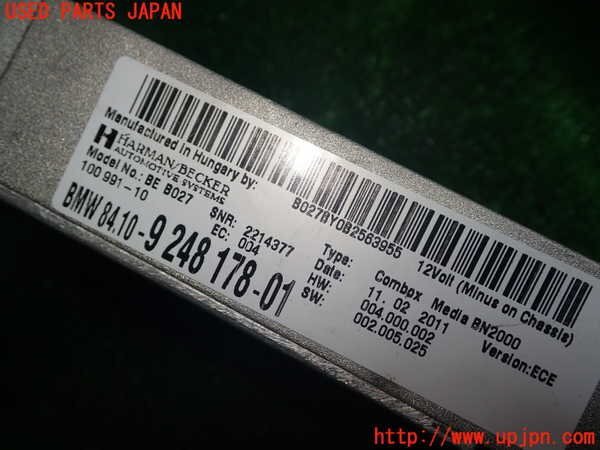 USED PARTS JAPAN
Manufactured in Hungary by:
HARMAN/BECKER
AUTOMOTIVE SYSTEMS
Model No.: BE B027
100 991-10
SNR: 2214377
EC: 004
BMW 84.10- 9 248 178-01
B027BY082563955
12Volt (Minus on Chassis)
Type: Combox Media BN2000
Date: 11. 02 2011
HW: 004.000.002
SW: 002.005.025
Version:ECE
http://www.upjpn.com/